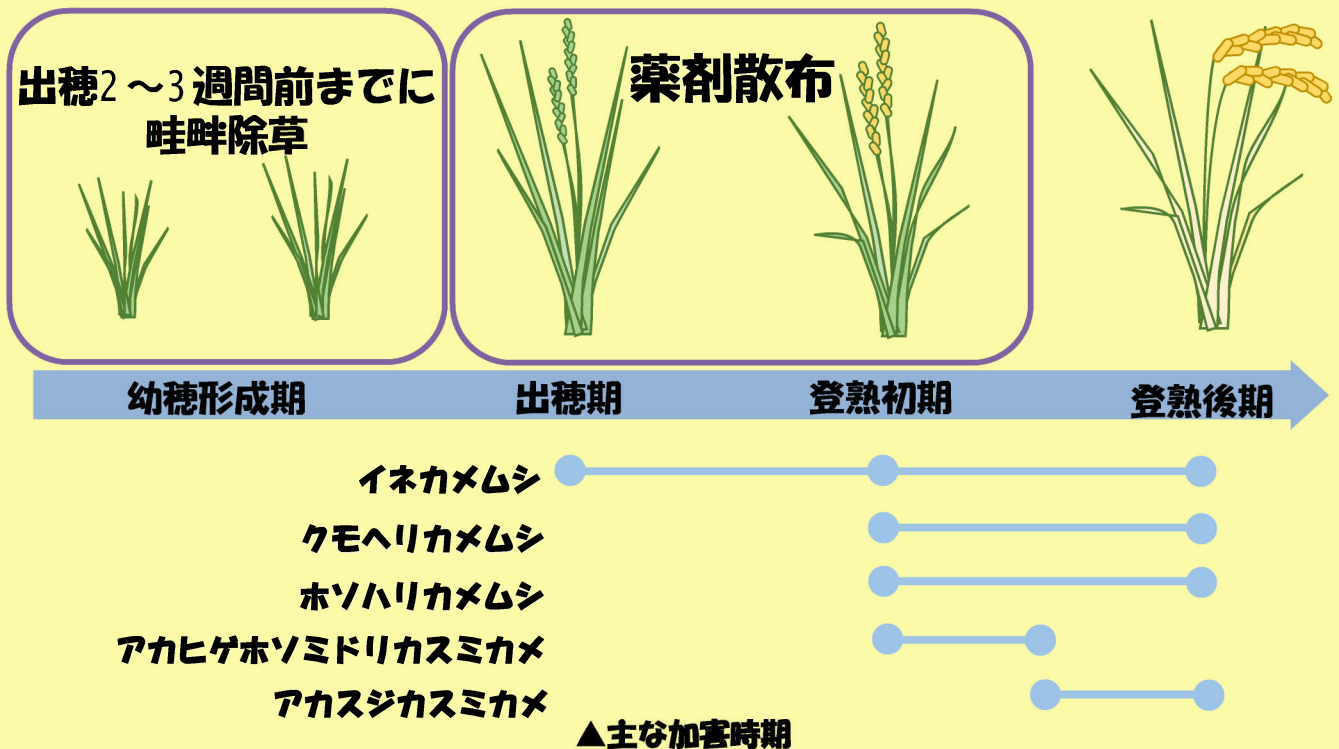 出穂2～3週間前までに
畦畔除草
薬剤散布
幼穂形成期
出穂期
登熟初期
登熟後期
イネカメムシ
クモヘリカメムシ
ホソハリカメムシ
アカヒゲホソミドリカスミカメ
アカスジカスミカメ
▲主な加害時期